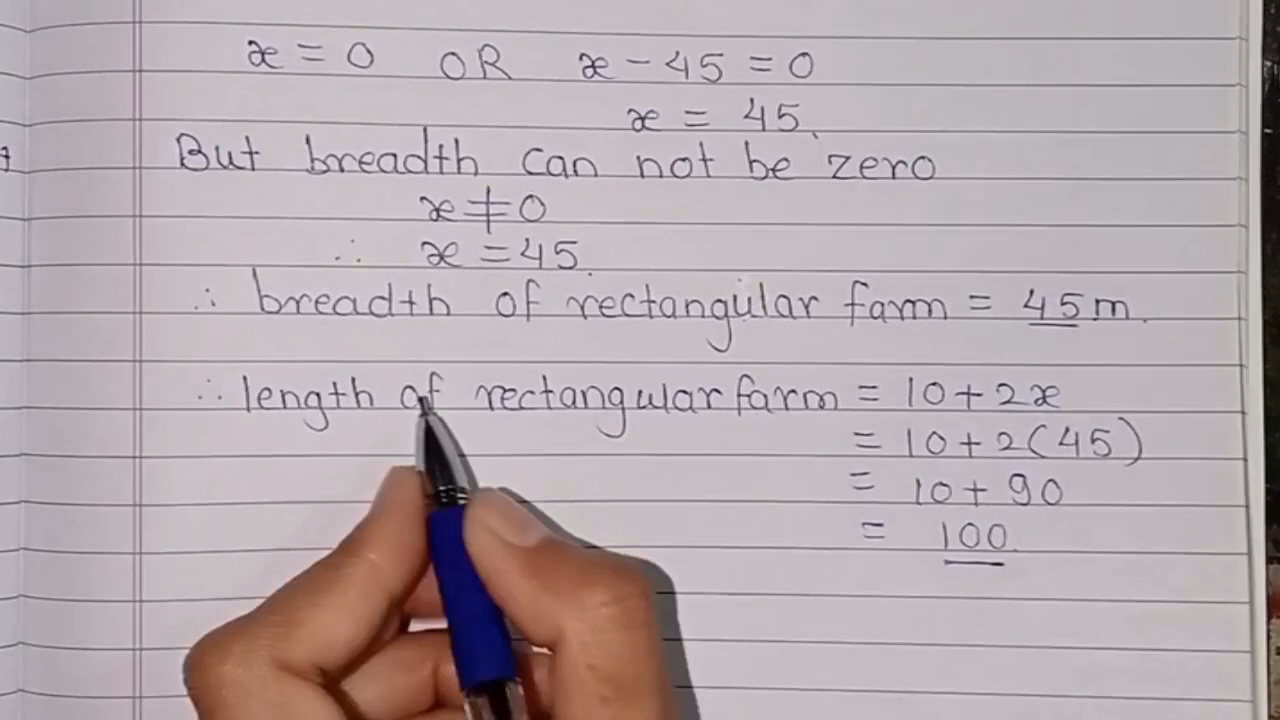 x = 0 OR x - 45 = 0
x = 45.
But breadth can not be zero
x ≠ 0
∴ x = 45.
∴ breadth of rectangular farm = 45m.
∴ length of rectangular farm = 10 + 2x
= 10 + 2(45)
= 10 + 90
= 100